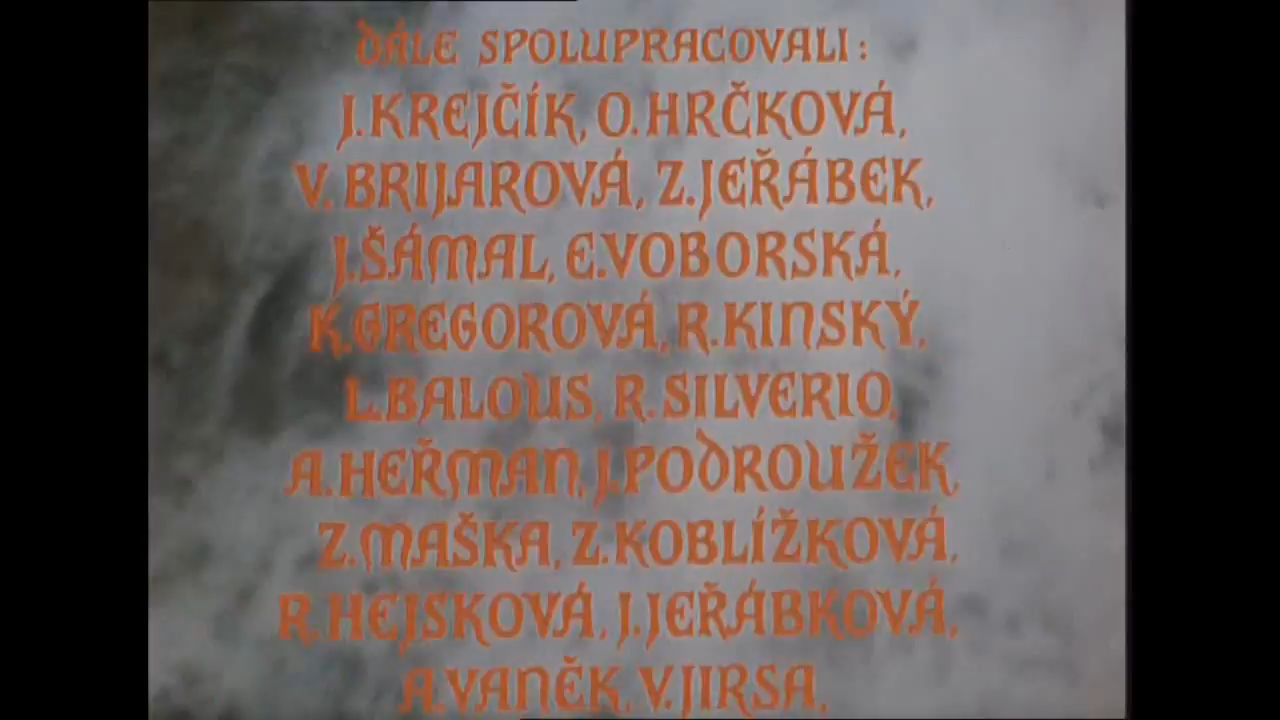 DÁLE SPOLUPRACOVALI:
J. KREJČÍK, O. HRČKOVÁ,
V. BRIJAROVÁ, Z. JEŘÁBEK,
J. ŠÁMAL, E. VOBORSKÁ,
K. GREGOROVÁ, R. KINSKÝ,
L. BALOUS, R. SILVERIO,
A. HEŘMAN, J. PODROUŽEK,
Z. MAŠKA, Z. KOBLÍŽKOVÁ,
R. HEJSKOVÁ, J. JEŘÁBKOVÁ,
A. VANĚK, V. JIRSA,